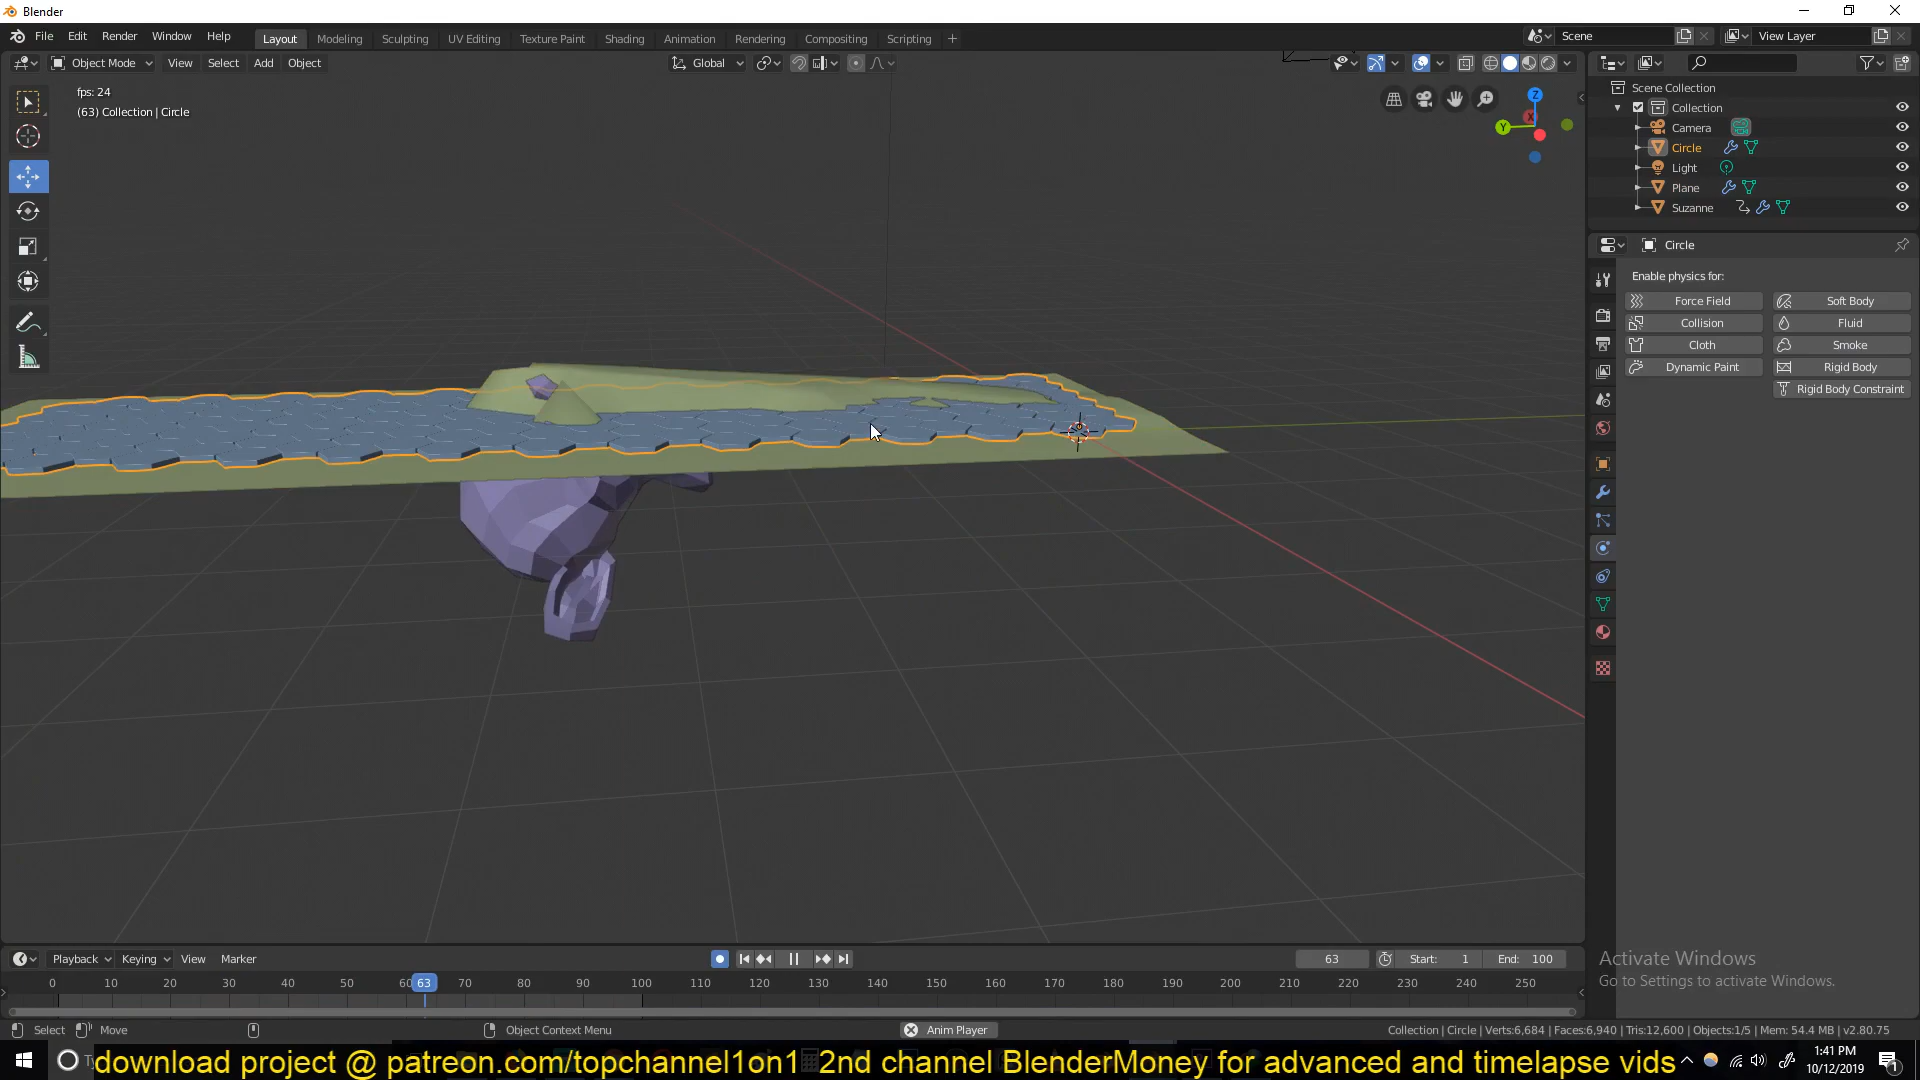 Blender
File Edit Render Window Help
Layout Modeling Sculpting UV Editing Texture Paint Shading Animation Rendering Compositing Scripting +
Scene
View Layer
Object Mode View Select Add Object
Global
fps: 24
(63) Collection | Circle
Z
X
Y
Scene Collection
Collection
Camera
Circle
Light
Plane
Suzanne
Circle
Enable physics for:
Force Field Soft Body
Collision Fluid
Cloth Smoke
Dynamic Paint Rigid Body
Rigid Body Constraint
Activate Windows
Go to Settings to activate Windows.
Playback Keying View Marker
63 Start: 1 End: 100
0 10 20 30 40 50 60 63 70 80 90 100 110 120 130 140 150 160 170 180 190 200 210 220 230 240 250
Select Move Object Context Menu Anim Player
Collection | Circle | Verts:6,684 | Faces:6,940 | Tris:12,600 | Objects:1/5 | Mem: 54.4 MB | v2.80.75
download project @ patreon.com/topchannel1on1 2nd channel BlenderMoney for advanced and timelapse vids
1:41 PM
10/12/2019
1